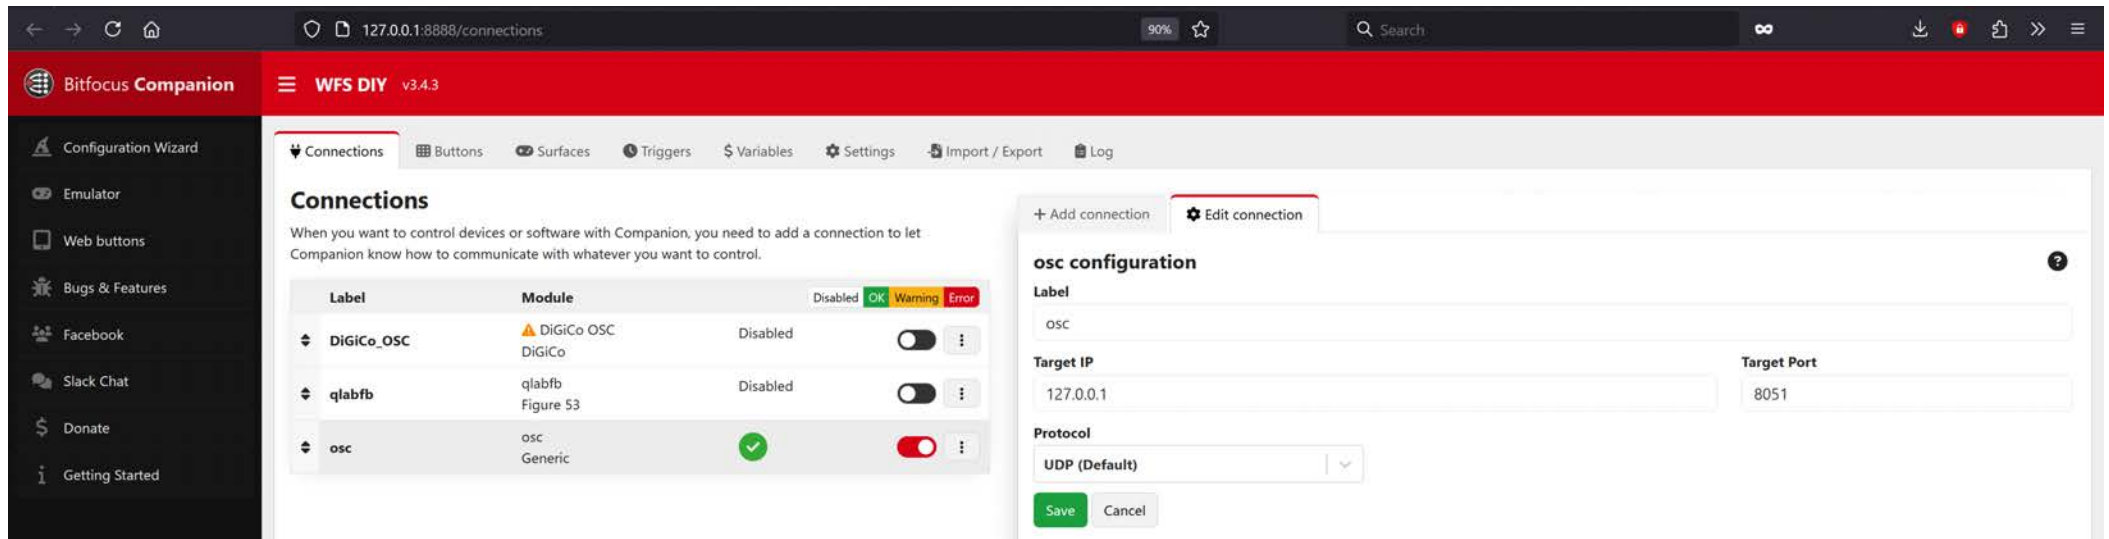 127.0.0.1:8888/connections
90%
Search
Bitfocus Companion
WFS DIY v3.4.3
Configuration Wizard
Emulator
Web buttons
Bugs & Features
Facebook
Slack Chat
$ Donate
i Getting Started
Connections
Buttons
Surfaces
Triggers
$ Variables
Settings
Import / Export
Log
Connections
When you want to control devices or software with Companion, you need to add a connection to let
Companion know how to communicate with whatever you want to control.
Label Module Disabled OK Warning Error
DiGiCo_OSC DiGiCo OSC Disabled
DiGiCo
qlabfb qlabfb Disabled
Figure 53
osc osc
Generic
+ Add connection
Edit connection
osc configuration ?
Label
osc
Target IP Target Port
127.0.0.1 8051
Protocol
UDP (Default)
Save Cancel